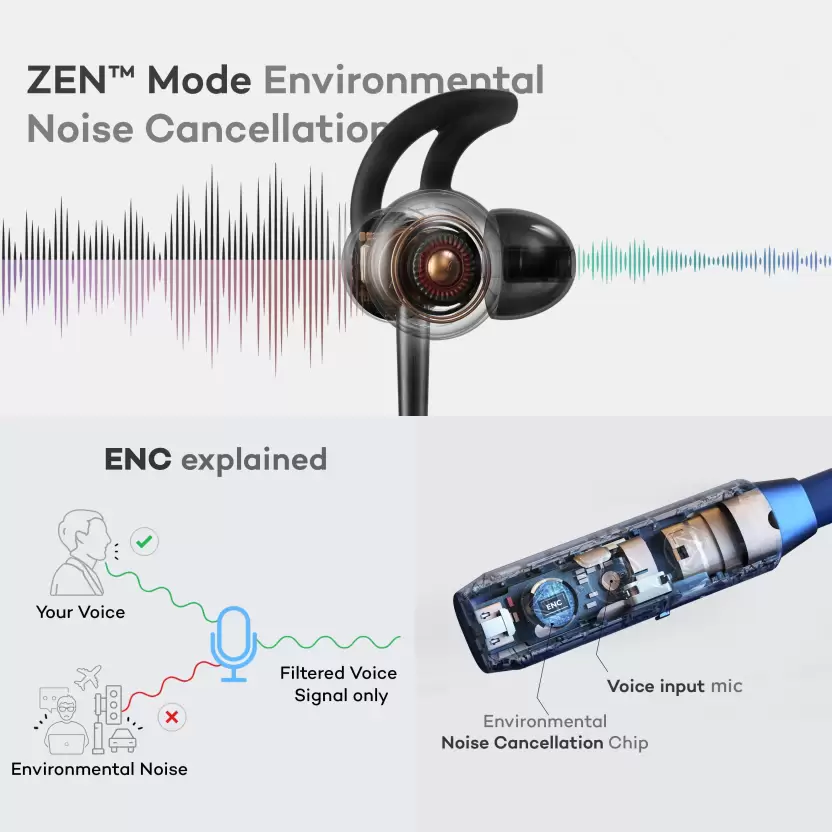 ZEN™ Mode Environmental
Noise Cancellation
ENC explained
Your Voice
Filtered Voice
Signal only
Environmental Noise
ENC
Voice input mic
Environmental
Noise Cancellation Chip